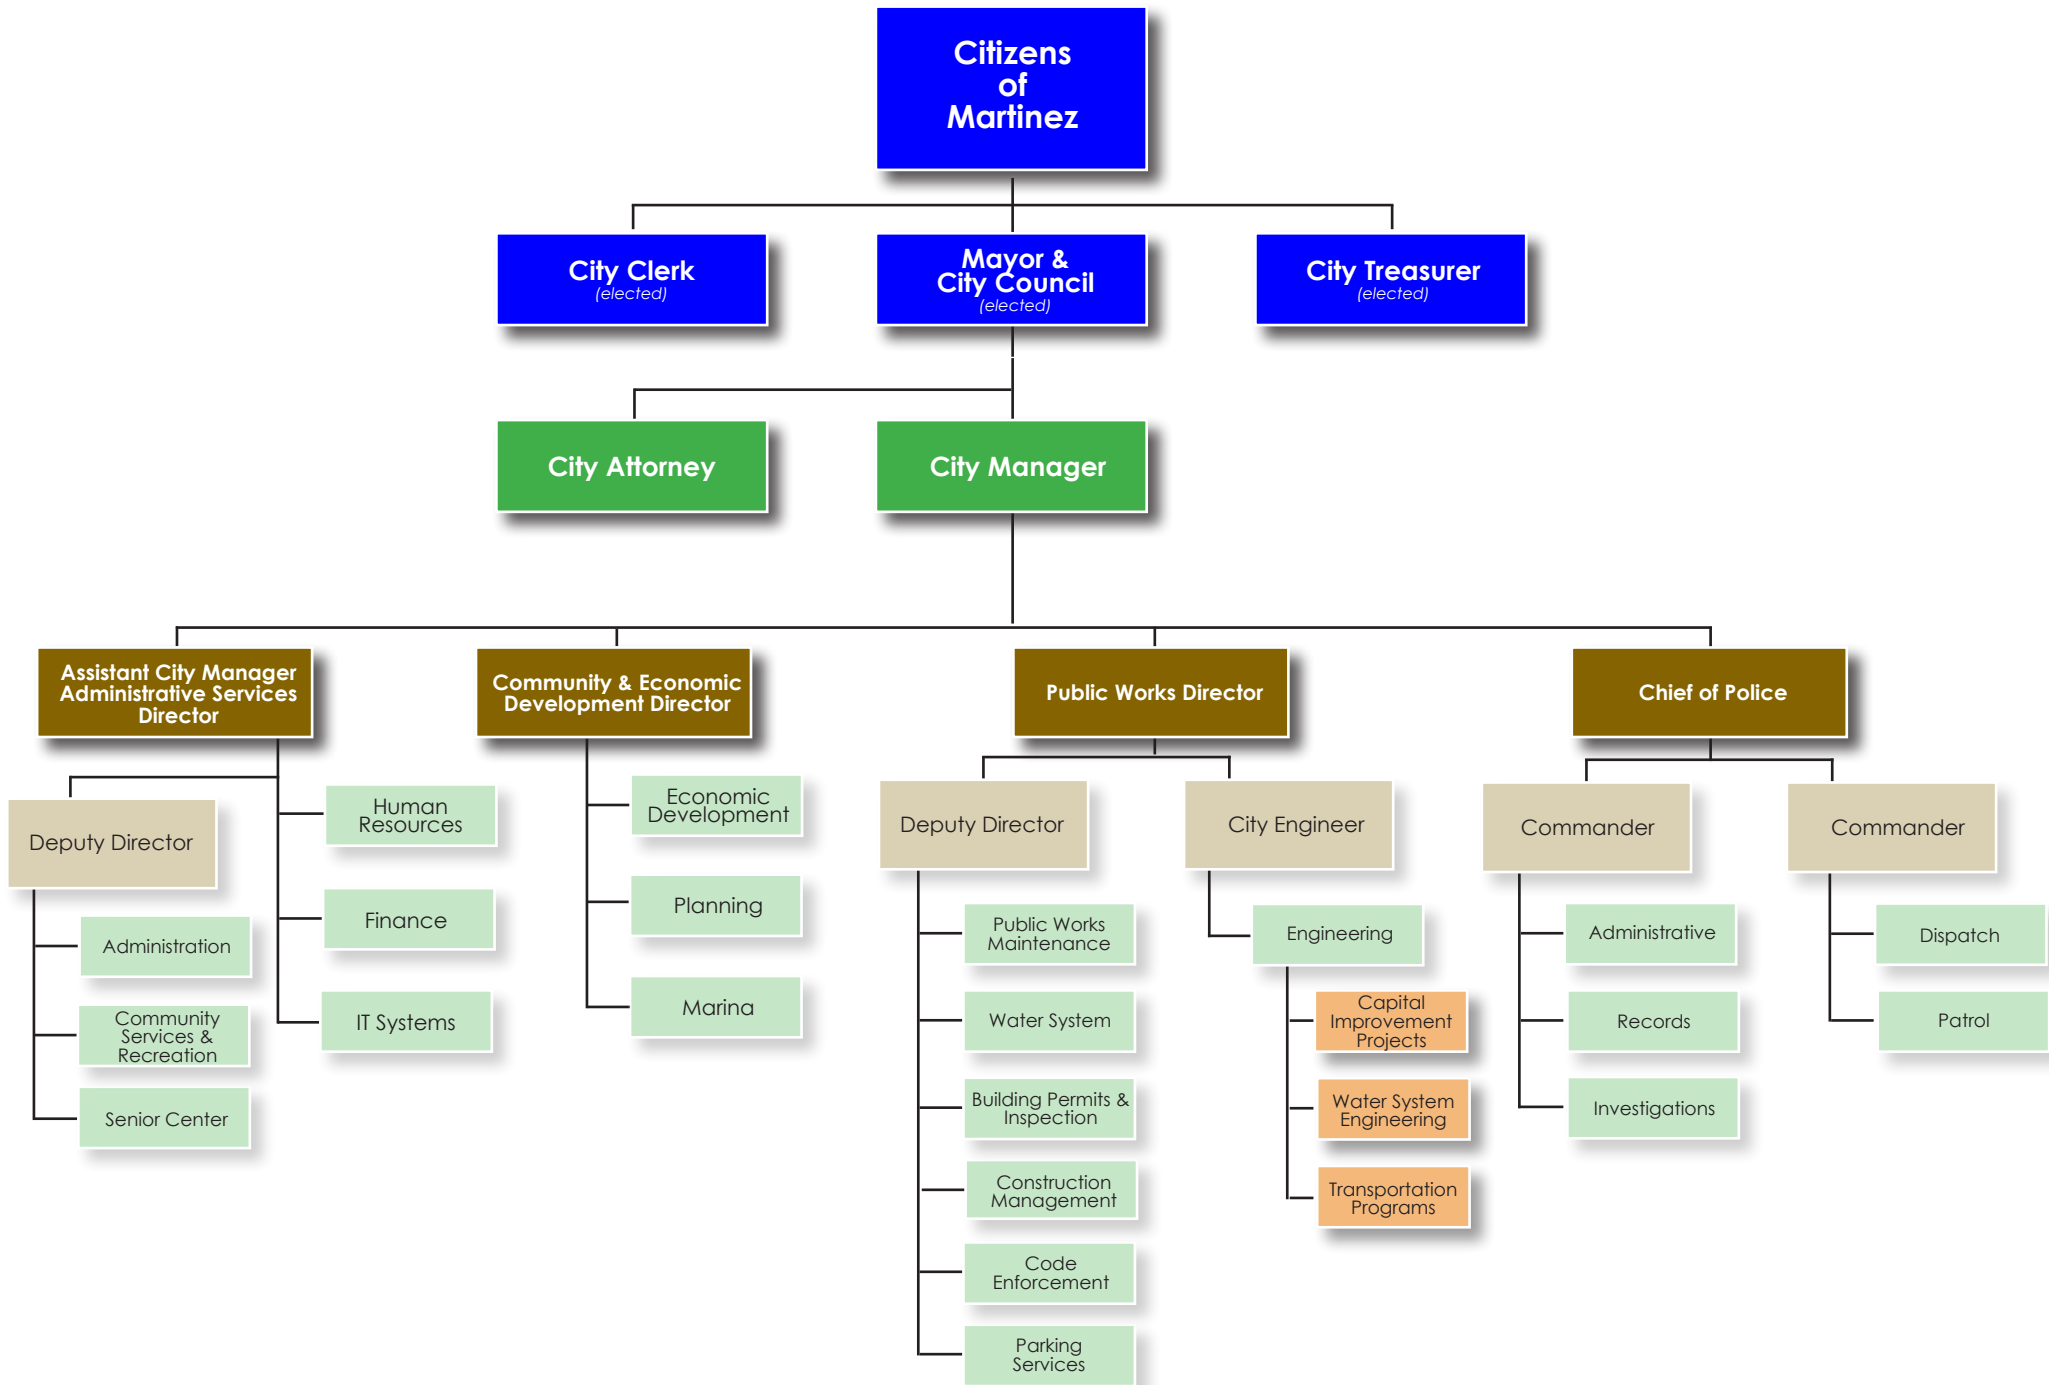 Citizens
of
Martinez
City Clerk
(elected)
Mayor &
City Council
(elected)
City Treasurer
(elected)
City Attorney
City Manager
Assistant City Manager
Administrative Services
Director
Community & Economic
Development Director
Public Works Director
Chief of Police
Deputy Director
Administration
Community
Services &
Recreation
Senior Center
Human
Resources
Finance
IT Systems
Economic
Development
Planning
Marina
Deputy Director
Public Works
Maintenance
Water System
Building Permits &
Inspection
Construction
Management
Code
Enforcement
Parking
Services
City Engineer
Engineering
Capital
Improvement
Projects
Water System
Engineering
Transportation
Programs
Commander
Administrative
Records
Investigations
Commander
Dispatch
Patrol